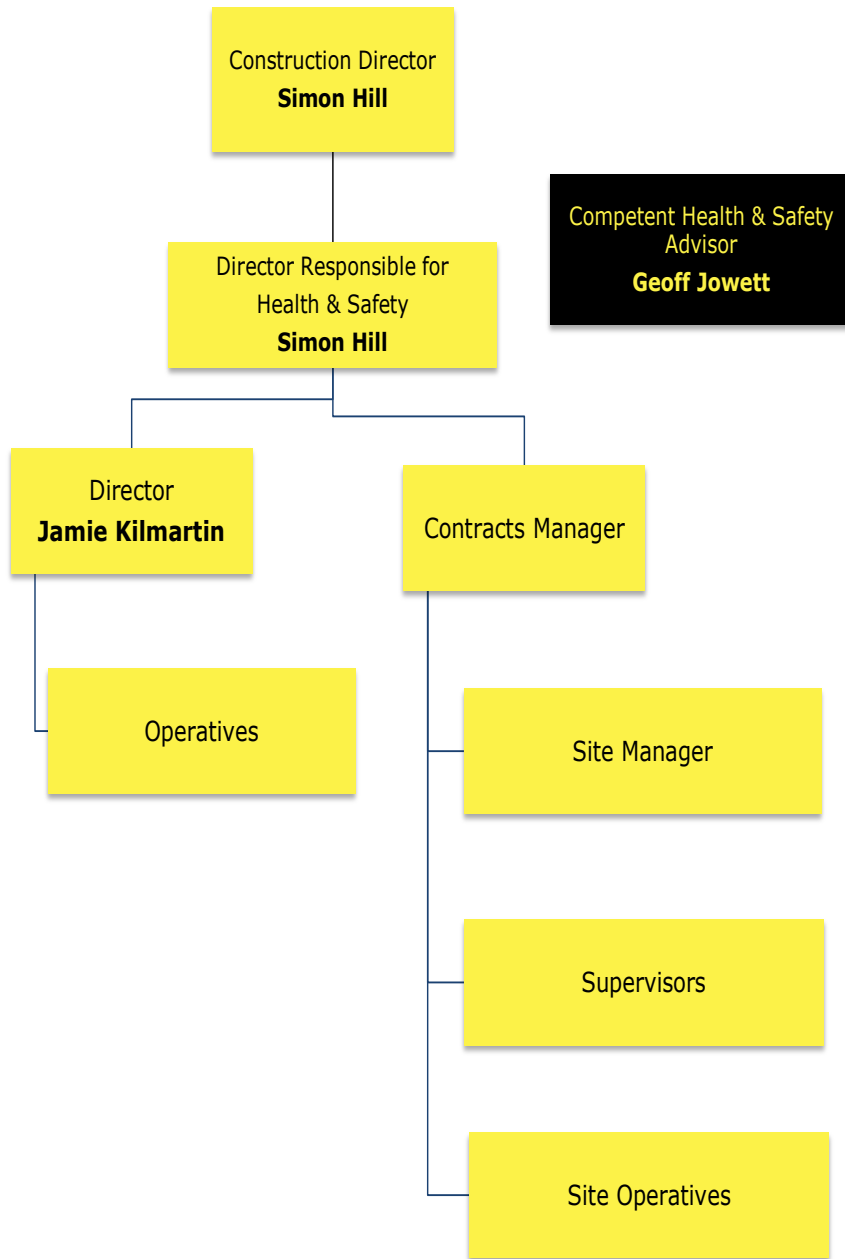 Construction Director
Simon Hill
Competent Health & Safety
Advisor
Geoff Jowett
Director Responsible for
Health & Safety
Simon Hill
Director
Jamie Kilmartin
Contracts Manager
Operatives
Site Manager
Supervisors
Site Operatives